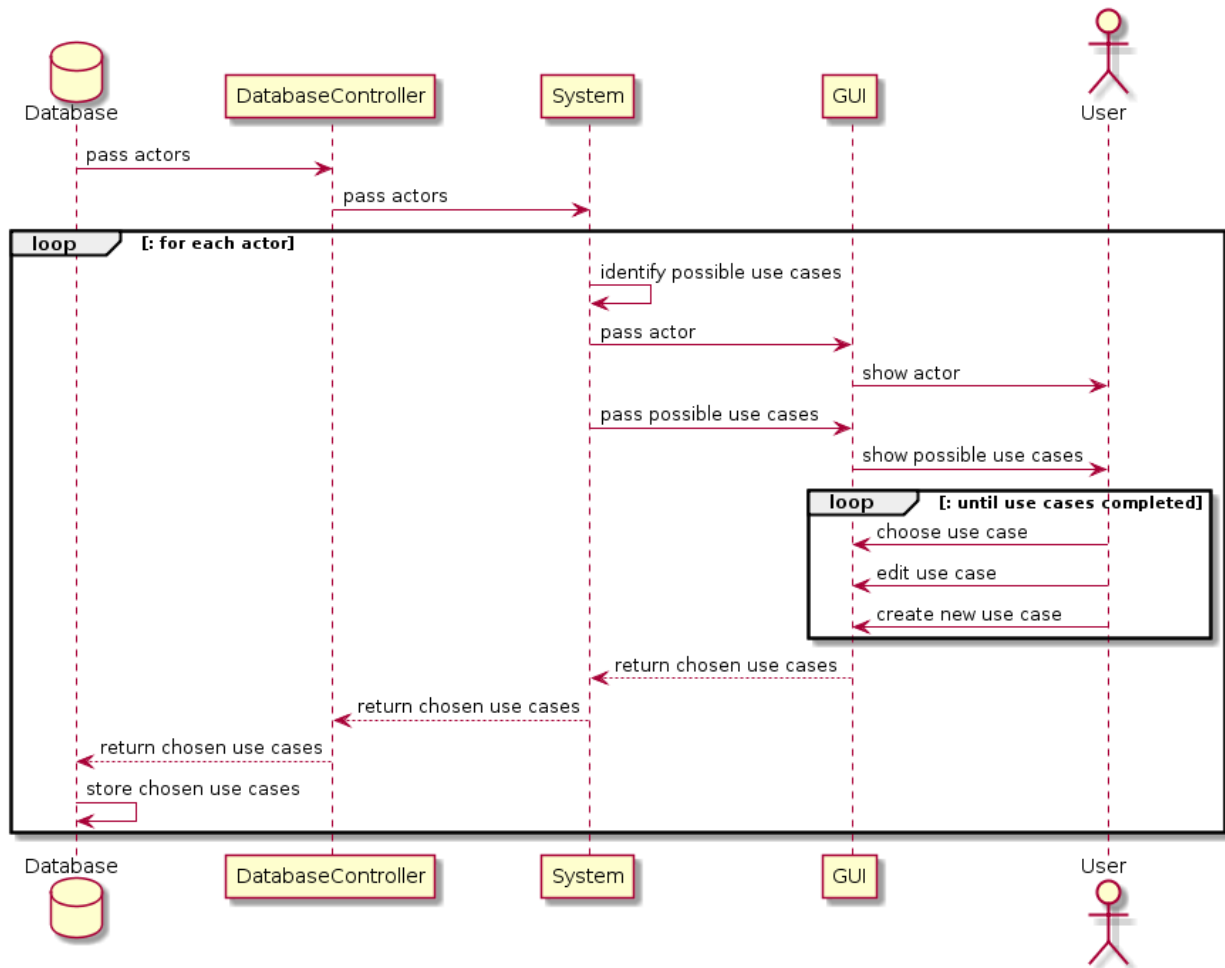 User
Database
DatabaseController
System
GUI
pass actors
pass actors
loop
[: for each actor]
identify possible use cases
pass actor
show actor
pass possible use cases
show possible use cases
loop
[: until use cases completed]
choose use case
edit use case
create new use case
return chosen use cases
return chosen use cases
return chosen use cases
store chosen use cases
Database
DatabaseController
System
GUI
User